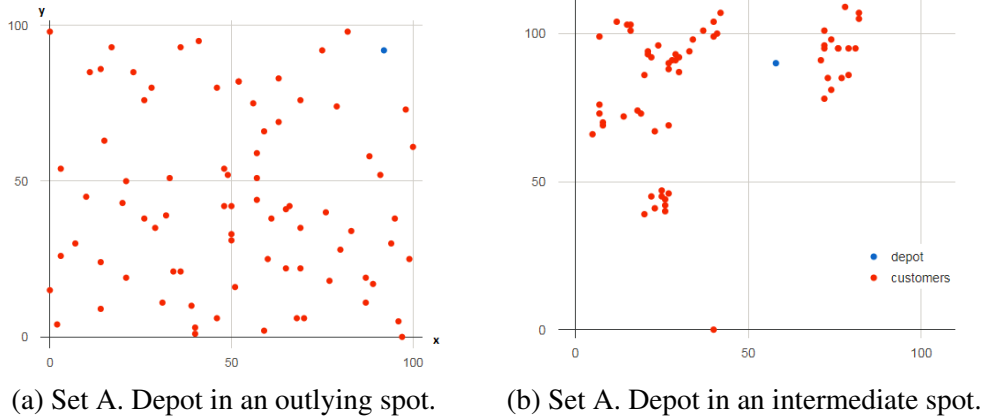 y
100
50
0
0
50
100
x
(a) Set A. Depot in an outlying spot.
100
50
0
0
50
100
depot
customers
(b) Set A. Depot in an intermediate spot.